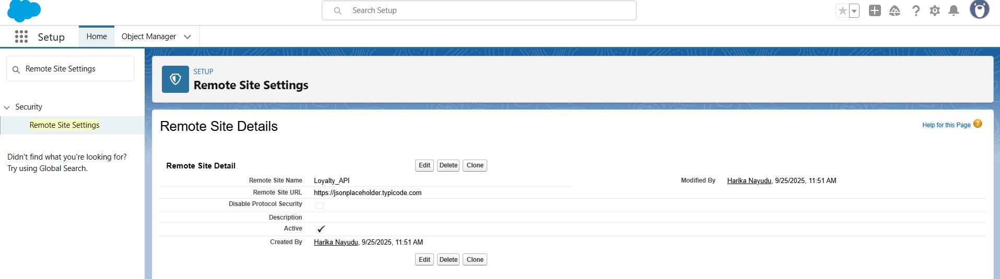 Search Setup
Setup
Home
Object Manager
Remote Site Settings
Security
Remote Site Settings
Didn't find what you're looking for?
Try using Global Search.
SETUP
Remote Site Settings
Remote Site Details
Help for this Page
Remote Site Detail
Edit Delete Clone
Remote Site Name Loyalty_API Modified By Harika Nayudu, 9/25/2025, 11:51 AM
Remote Site URL https://jsonplaceholder.typicode.com
Disable Protocol Security
Description
Active
Created By Harika Nayudu, 9/25/2025, 11:51 AM
Edit Delete Clone